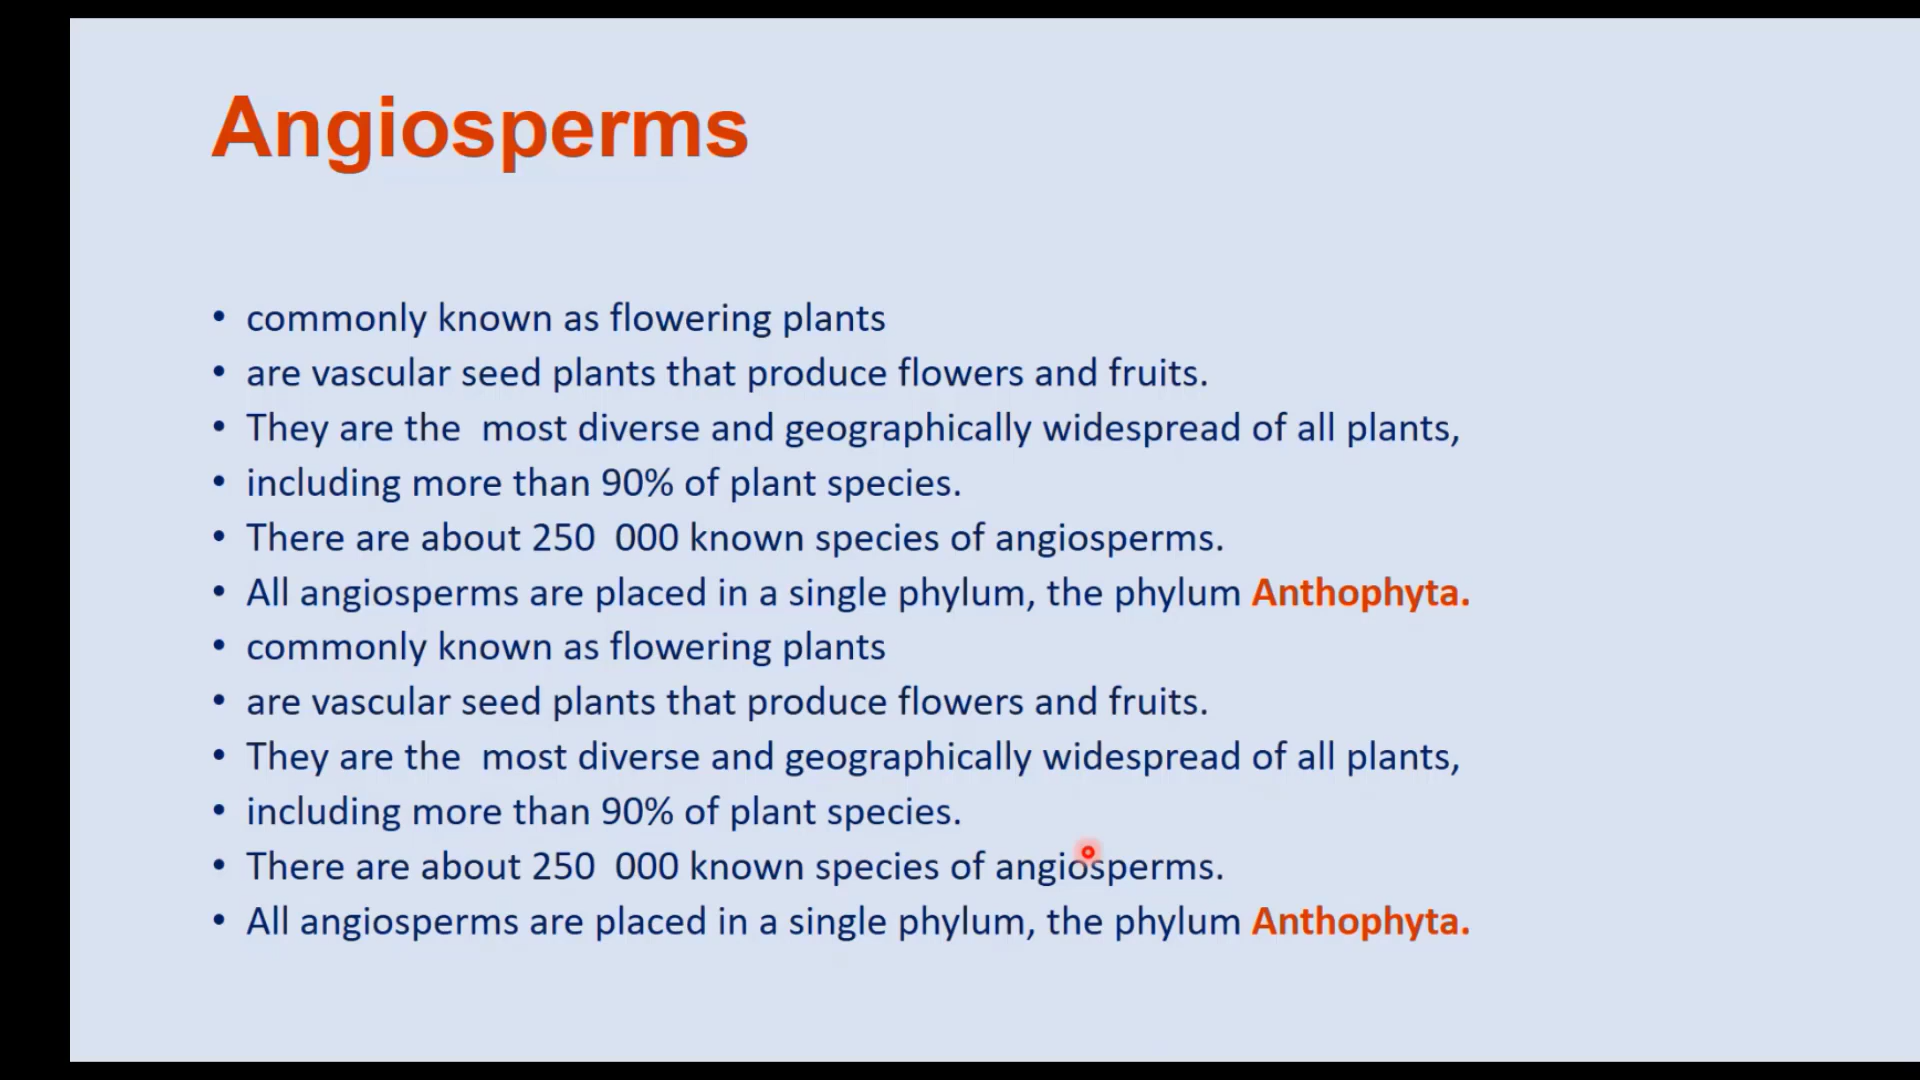 Angiosperms
• commonly known as flowering plants
• are vascular seed plants that produce flowers and fruits.
• They are the  most diverse and geographically widespread of all plants,
• including more than 90% of plant species.
• There are about 250  000 known species of angiosperms.
• All angiosperms are placed in a single phylum, the phylum Anthophyta.
• commonly known as flowering plants
• are vascular seed plants that produce flowers and fruits.
• They are the  most diverse and geographically widespread of all plants,
• including more than 90% of plant species.
• There are about 250  000 known species of angiosperms.
• All angiosperms are placed in a single phylum, the phylum Anthophyta.